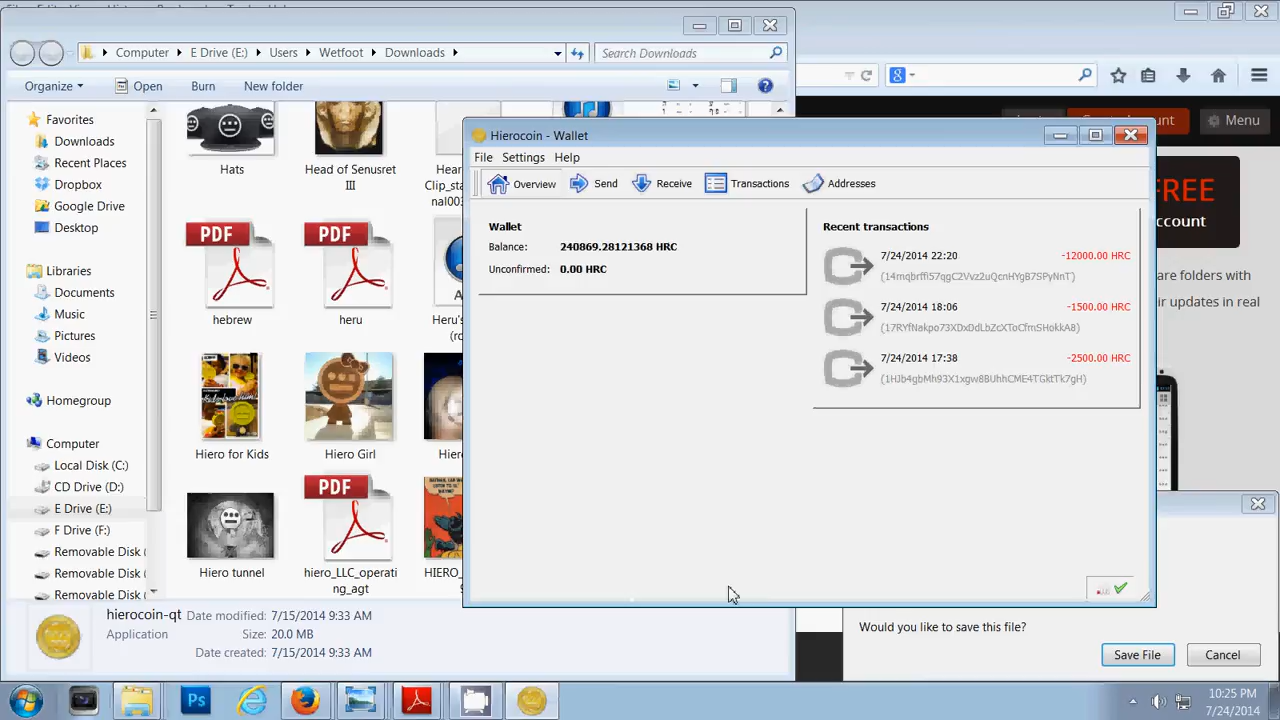 Computer
E Drive (E:)
Users
Wetfoot
Downloads
Search Downloads
Organize
Open
Burn
New folder
Favorites
Downloads
Recent Places
Dropbox
Google Drive
Desktop
Libraries
Documents
Music
Pictures
Videos
Homegroup
Computer
Local Disk (C:)
CD Drive (D:)
E Drive (E:)
F Drive (F:)
Removable Disk
Removable Disk
Removable Disk
Hats
Head of Senusret
III
Clip_sta
nal003
PDF
hebrew
PDF
heru
Heru's
Hiero for Kids
Hiero Girl
Hiero tunnel
PDF
hiero_LLC_operati
ng_agt
HIERO_
hierocoin-qt
Application
Date modified: 7/15/2014 9:33 AM
Size: 20.0 MB
Date created: 7/15/2014 9:33 AM
Hierocoin - Wallet
File Settings Help
Overview Send Receive Transactions Addresses
Wallet
Balance: 240869.28121368 HRC
Unconfirmed: 0.00 HRC
Recent transactions
7/24/2014 22:20 -12000.00 HRC
7/24/2014 18:06 -1500.00 HRC
7/24/2014 17:38 -2500.00 HRC
Menu
FREE
ccount
are folders with
ir updates in real
Would you like to save this file?
Save File
Cancel
Ps
10:25 PM
7/24/2014